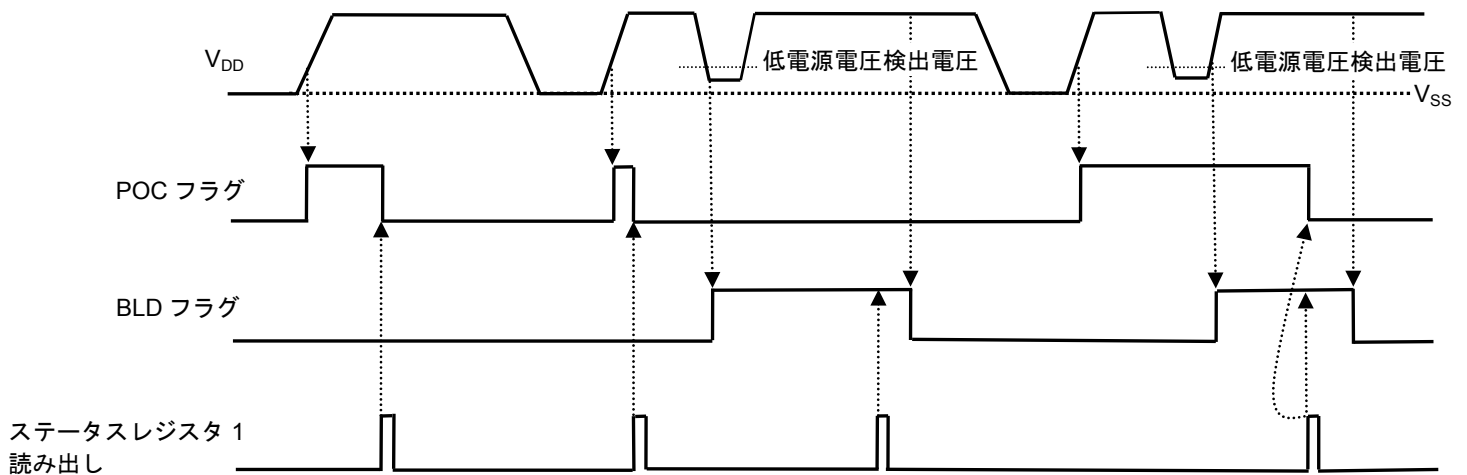 V_DD
低電源電圧検出電圧
低電源電圧検出電圧
V_SS
POC フラグ
BLD フラグ
ステータスレジスタ 1
読み出し